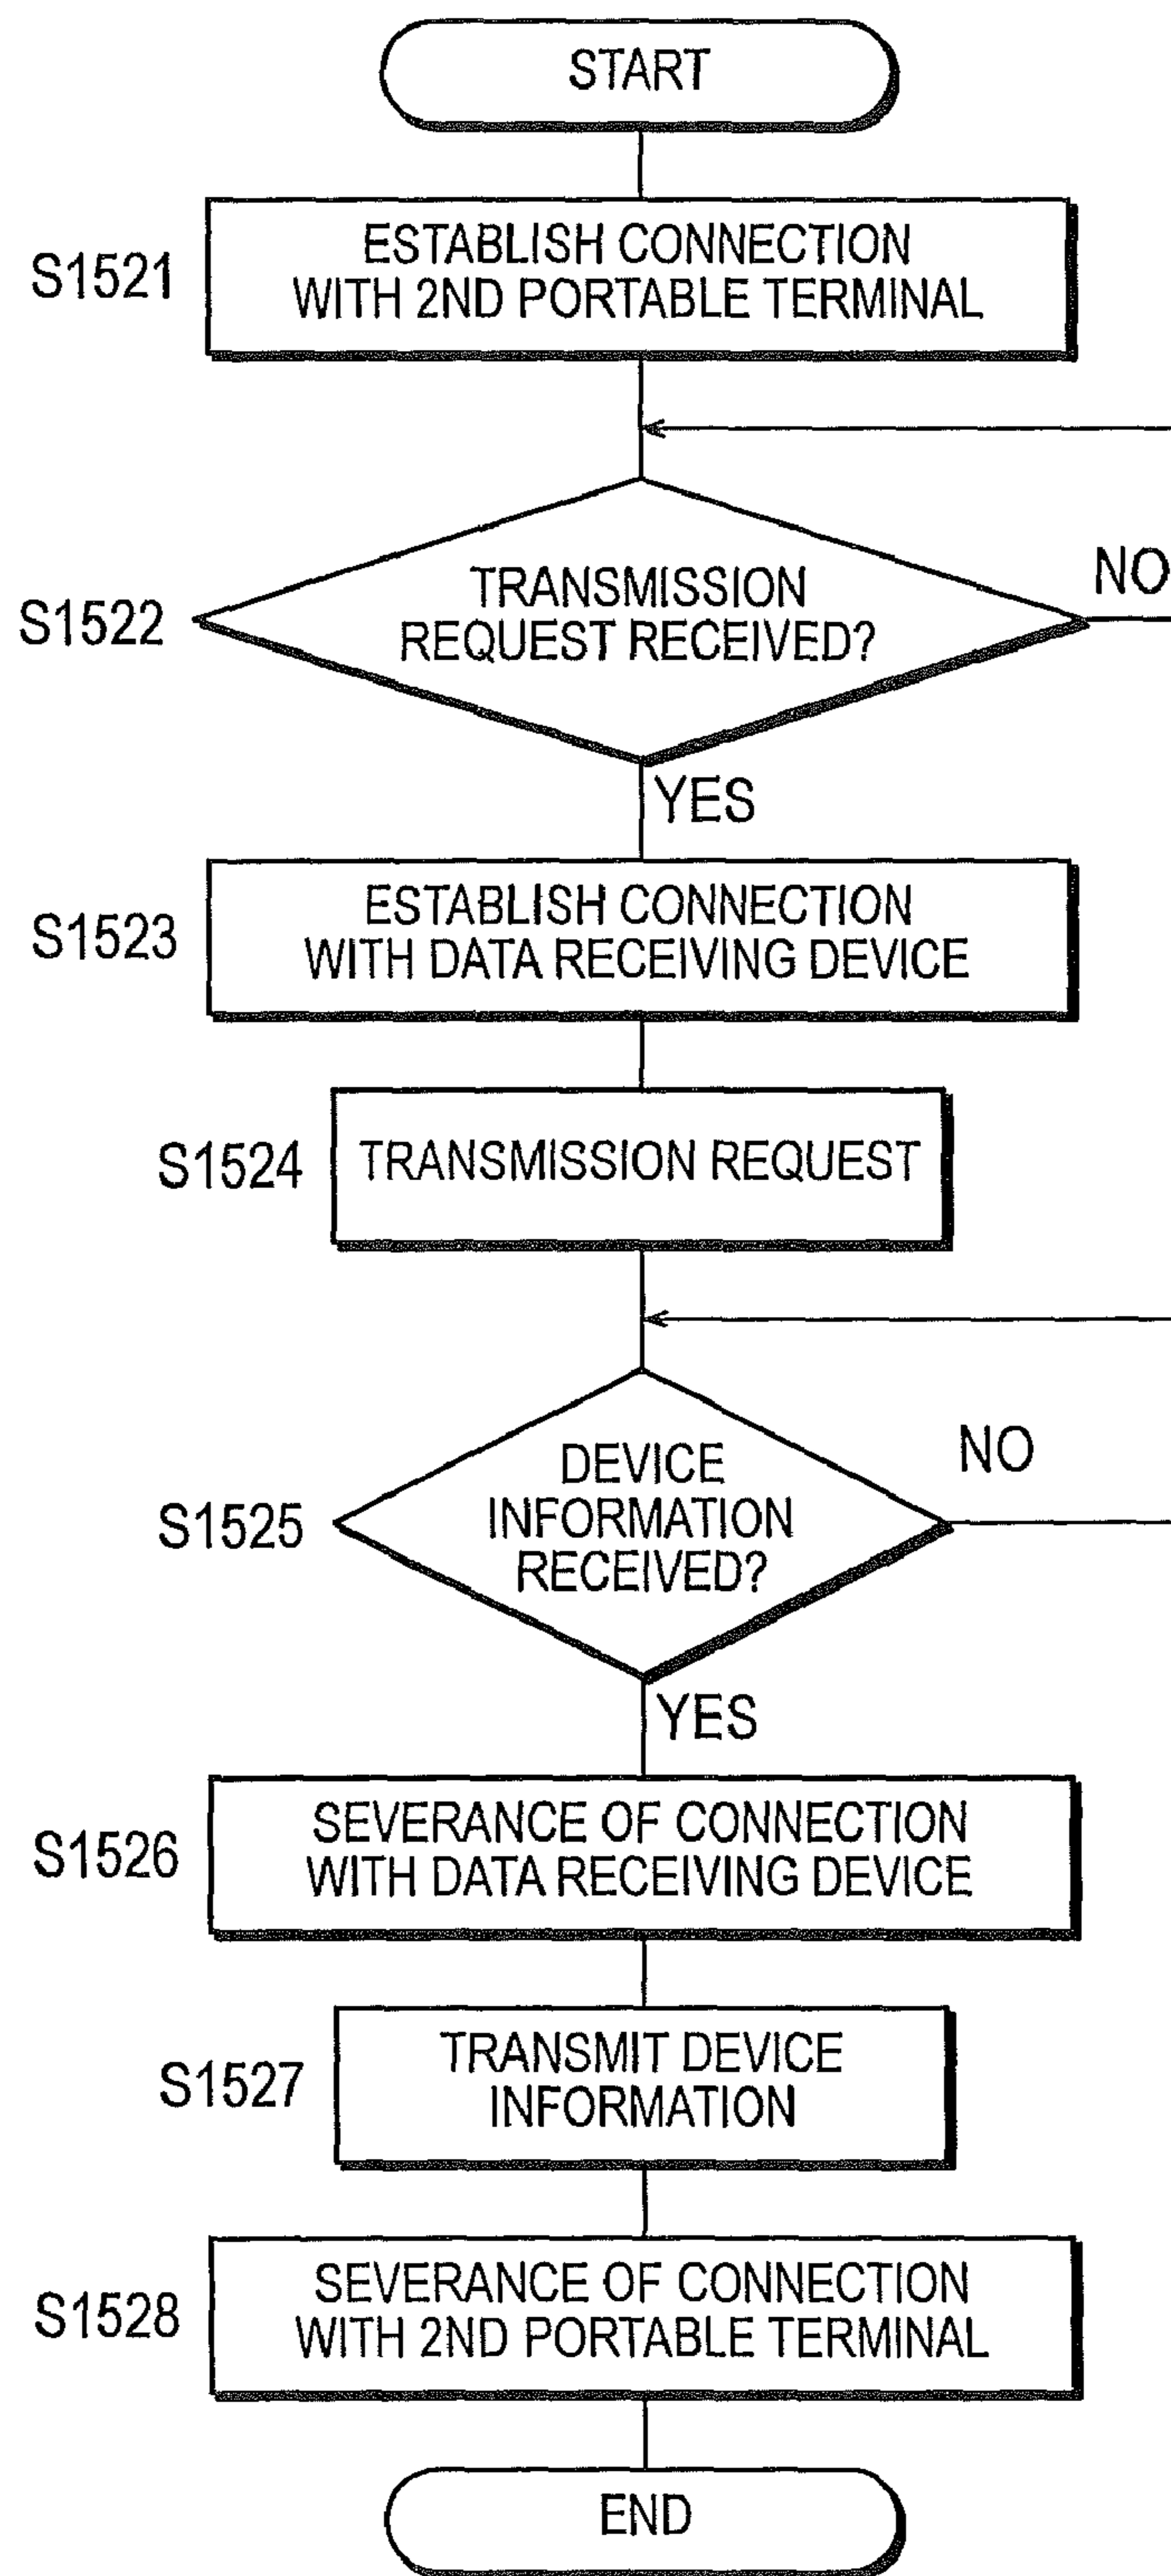 START
S1521
ESTABLISH CONNECTION
WITH 2ND PORTABLE TERMINAL
S1522
TRANSMISSION
REQUEST RECEIVED?
NO
YES
S1523
ESTABLISH CONNECTION
WITH DATA RECEIVING DEVICE
S1524
TRANSMISSION REQUEST
S1525
DEVICE
INFORMATION
RECEIVED?
NO
YES
S1526
SEVERANCE OF CONNECTION
WITH DATA RECEIVING DEVICE
S1527
TRANSMIT DEVICE
INFORMATION
S1528
SEVERANCE OF CONNECTION
WITH 2ND PORTABLE TERMINAL
END